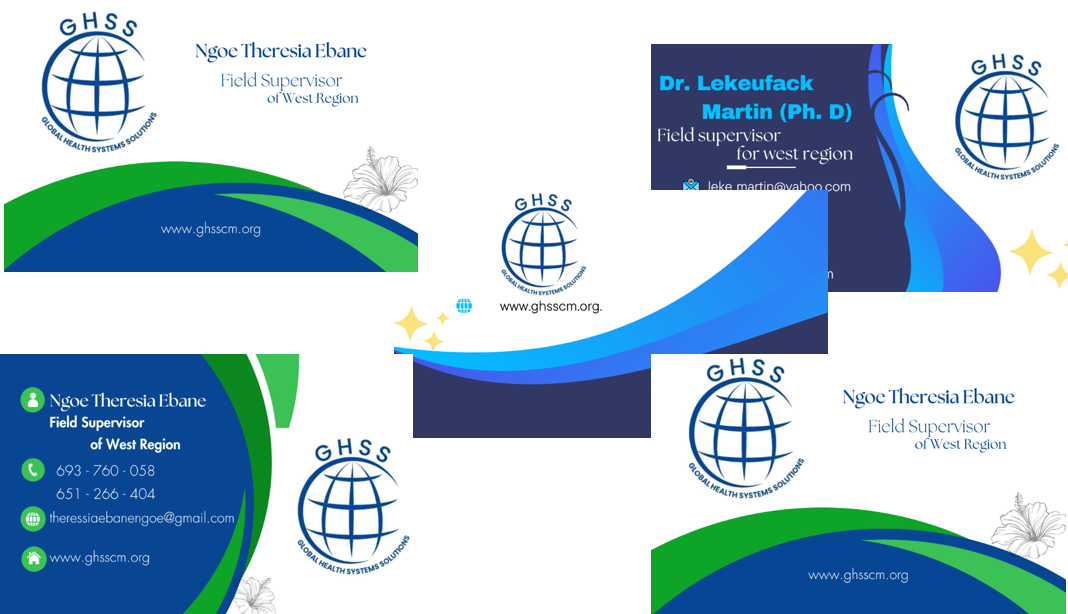 GHSS
GLOBAL HEALTH SYSTEMS SOLUTIONS
Ngoe Theresia Ebane
Field Supervisor
of West Region
www.ghsscm.org
Dr. Lekeufack
Martin (Ph. D)
Field supervisor
for west region
leke_martin@yahoo.com
m
GHSS
GLOBAL HEALTH SYSTEMS SOLUTIONS
GHSS
GLOBAL HEALTH SYSTEMS SOLUTIONS
www.ghsscm.org.
Ngoe Theresia Ebane
Field Supervisor
of West Region
693 - 760 - 058
651 - 266 - 404
theressiaebanengoe@gmail.com
www.ghsscm.org
GHSS
GLOBAL HEALTH SYSTEMS SOLUTIONS
GHSS
GLOBAL HEALTH SYSTEMS SOLUTIONS
Ngoe Theresia Ebane
Field Supervisor
of West Region
www.ghsscm.org